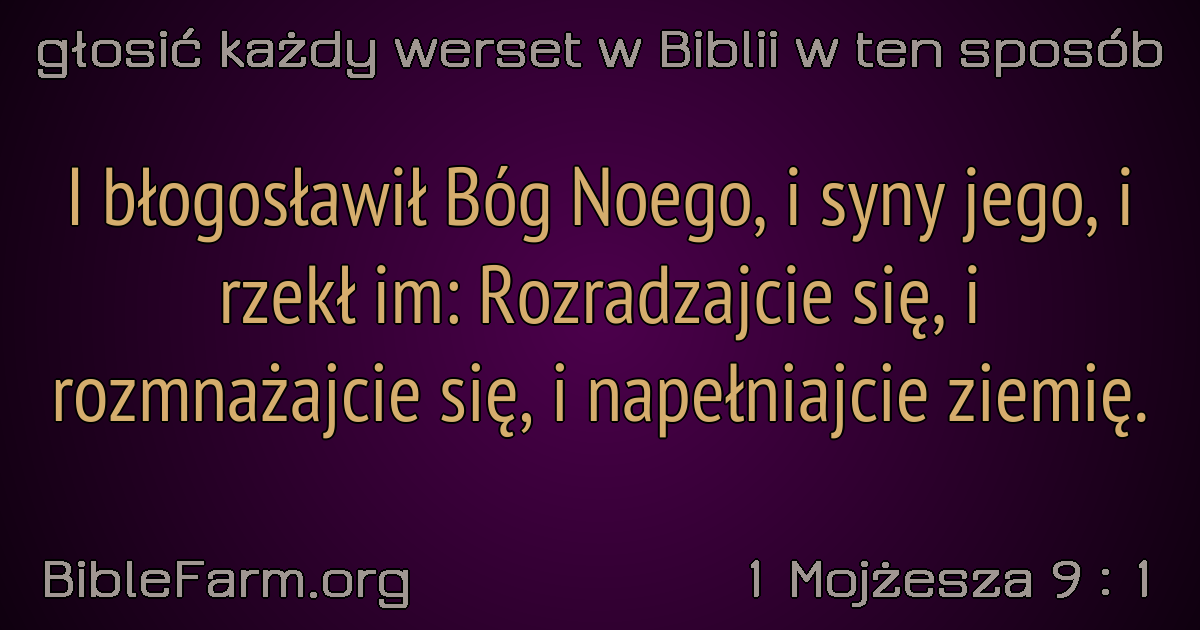 głosić każdy werset w Biblii w ten sposób
I błogosławił Bóg Noego, i syny jego, i
rzekł im: Rozradzajcie się, i
rozmnażajcie się, i napełniajcie ziemię.
BibleFarm.org
1 Mojżesza 9 : 1